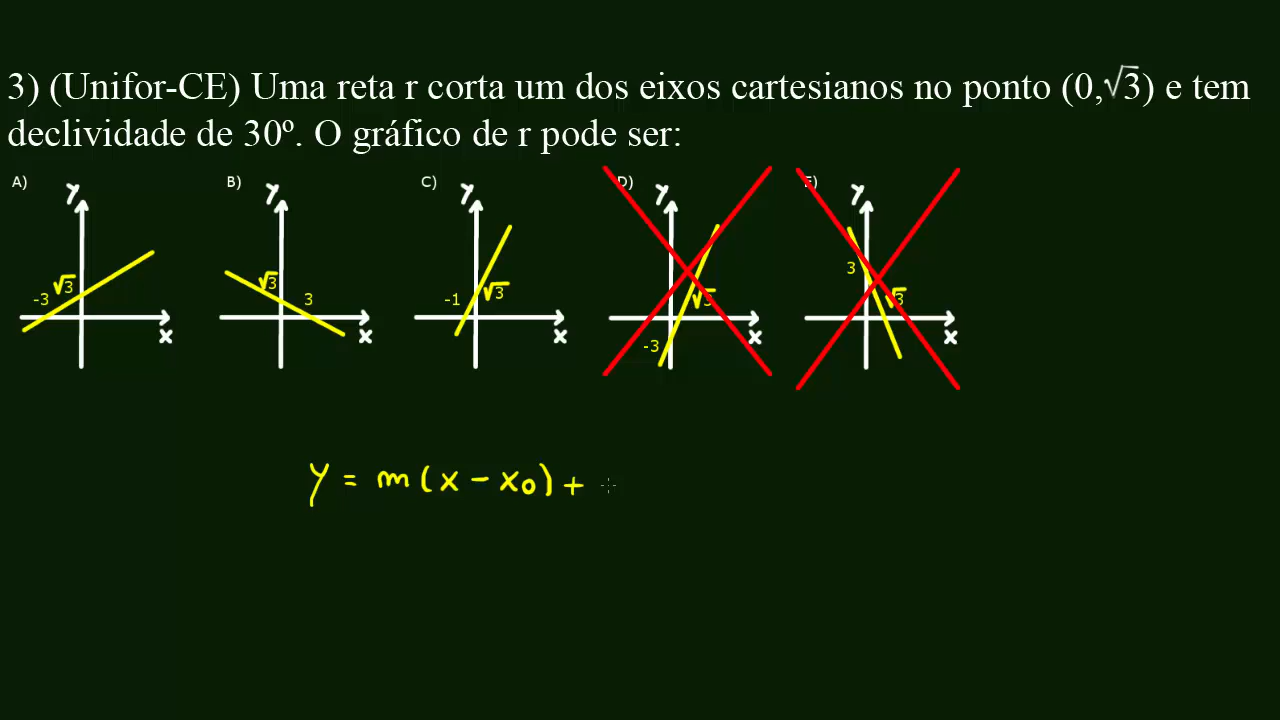 3) (Unifor-CE) Uma reta r corta um dos eixos cartesianos no ponto (0,√3) e tem
declividade de 30º. O gráfico de r pode ser:
A)
y
√3
-3
x
B)
y
√3
3
x
C)
y
√3
-1
x
D)
y
√3
-3
x
E)
y
3
√3
x
y = m(x - x0) +